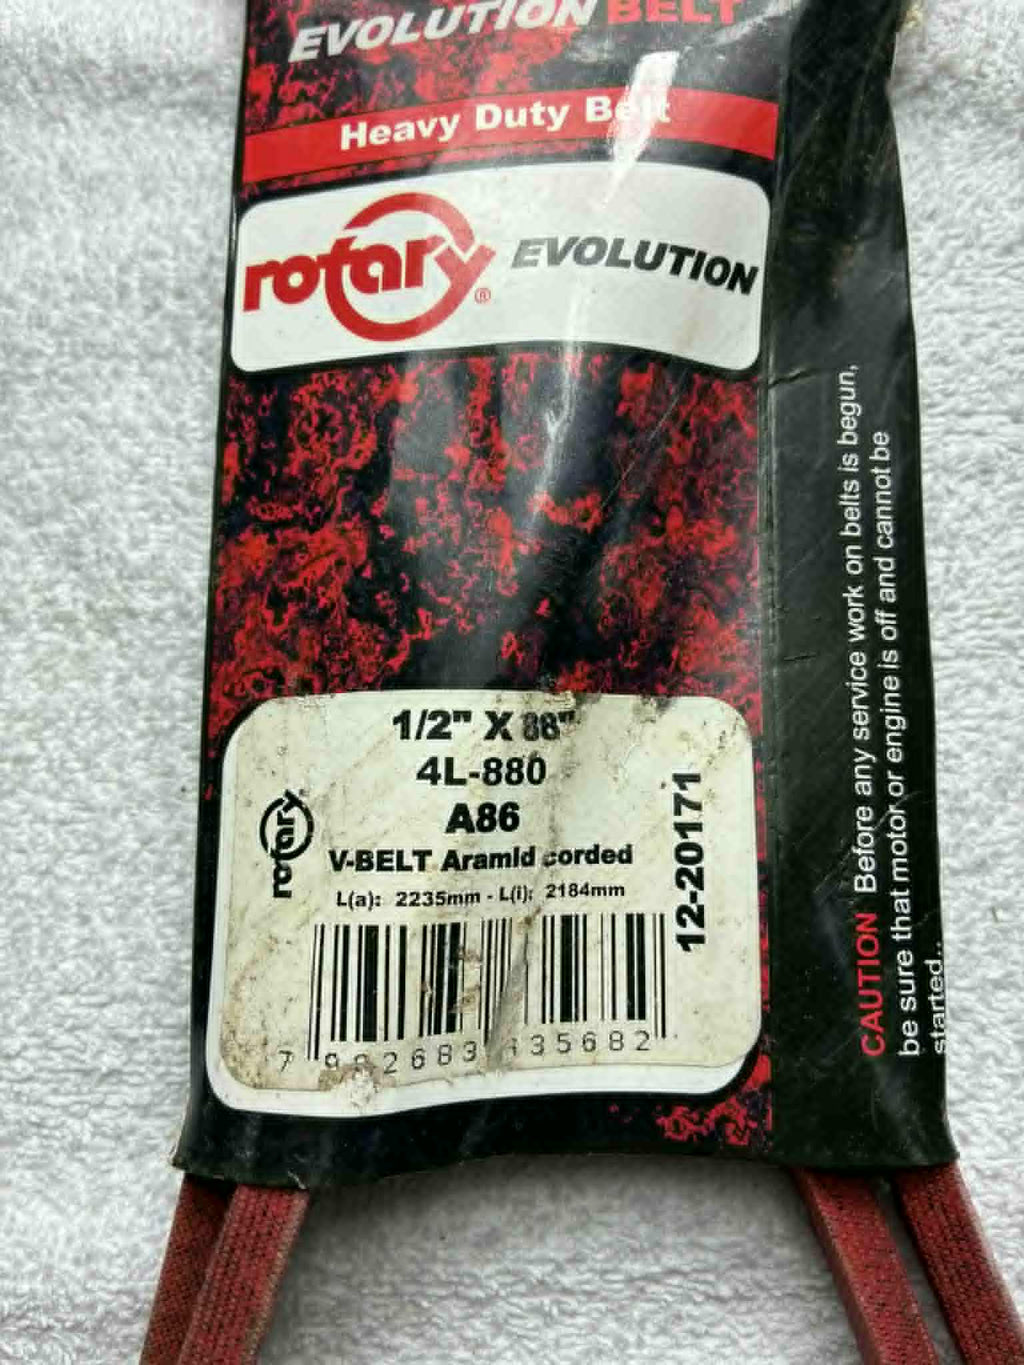 EVOLUTION BELT
Heavy Duty Belt
rotary® EVOLUTION
1/2" X 88"
4L-880
A86
V-BELT Aramid corded
L(a): 2235mm - L(i): 2184mm
rotary
12-20171
CAUTION Before any service work on belts is begun,
be sure that motor or engine is off and cannot be
started..